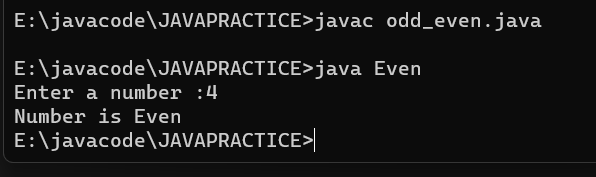 E:\javacode\JAVAPRACTICE>javac odd_even.java
E:\javacode\JAVAPRACTICE>java Even
Enter a number :4
Number is Even
E:\javacode\JAVAPRACTICE>